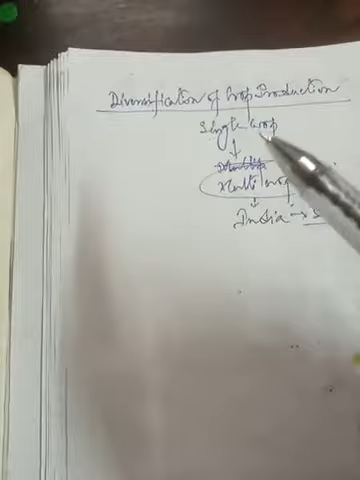 Diversification of Crop Production
Single crop
↓
Multi crop
↓
India →